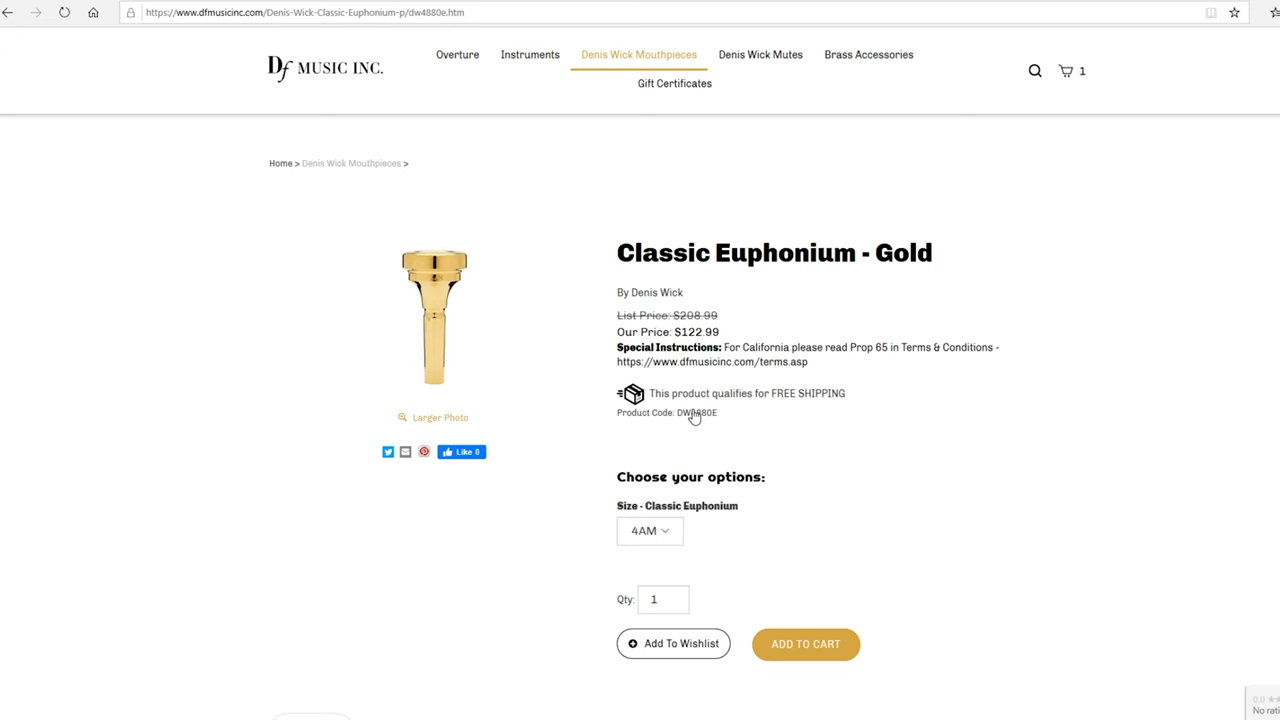 https://www.dfmusicinc.com/Denis-Wick-Classic-Euphonium-p/dw4880e.htm
Df MUSIC INC.
Overture Instruments Denis Wick Mouthpieces Denis Wick Mutes Brass Accessories
Gift Certificates
1
Home > Denis Wick Mouthpieces >
Classic Euphonium - Gold
By Denis Wick
List Price: $208.99
Our Price: $122.99
Special Instructions: For California please read Prop 65 in Terms & Conditions -
https://www.dfmusicinc.com/terms.asp
This product qualifies for FREE SHIPPING
Product Code:
Larger Photo
Like 0
Choose your options:
Size - Classic Euphonium
4AM
Qty: 1
Add To Wishlist
ADD TO CART
0.0